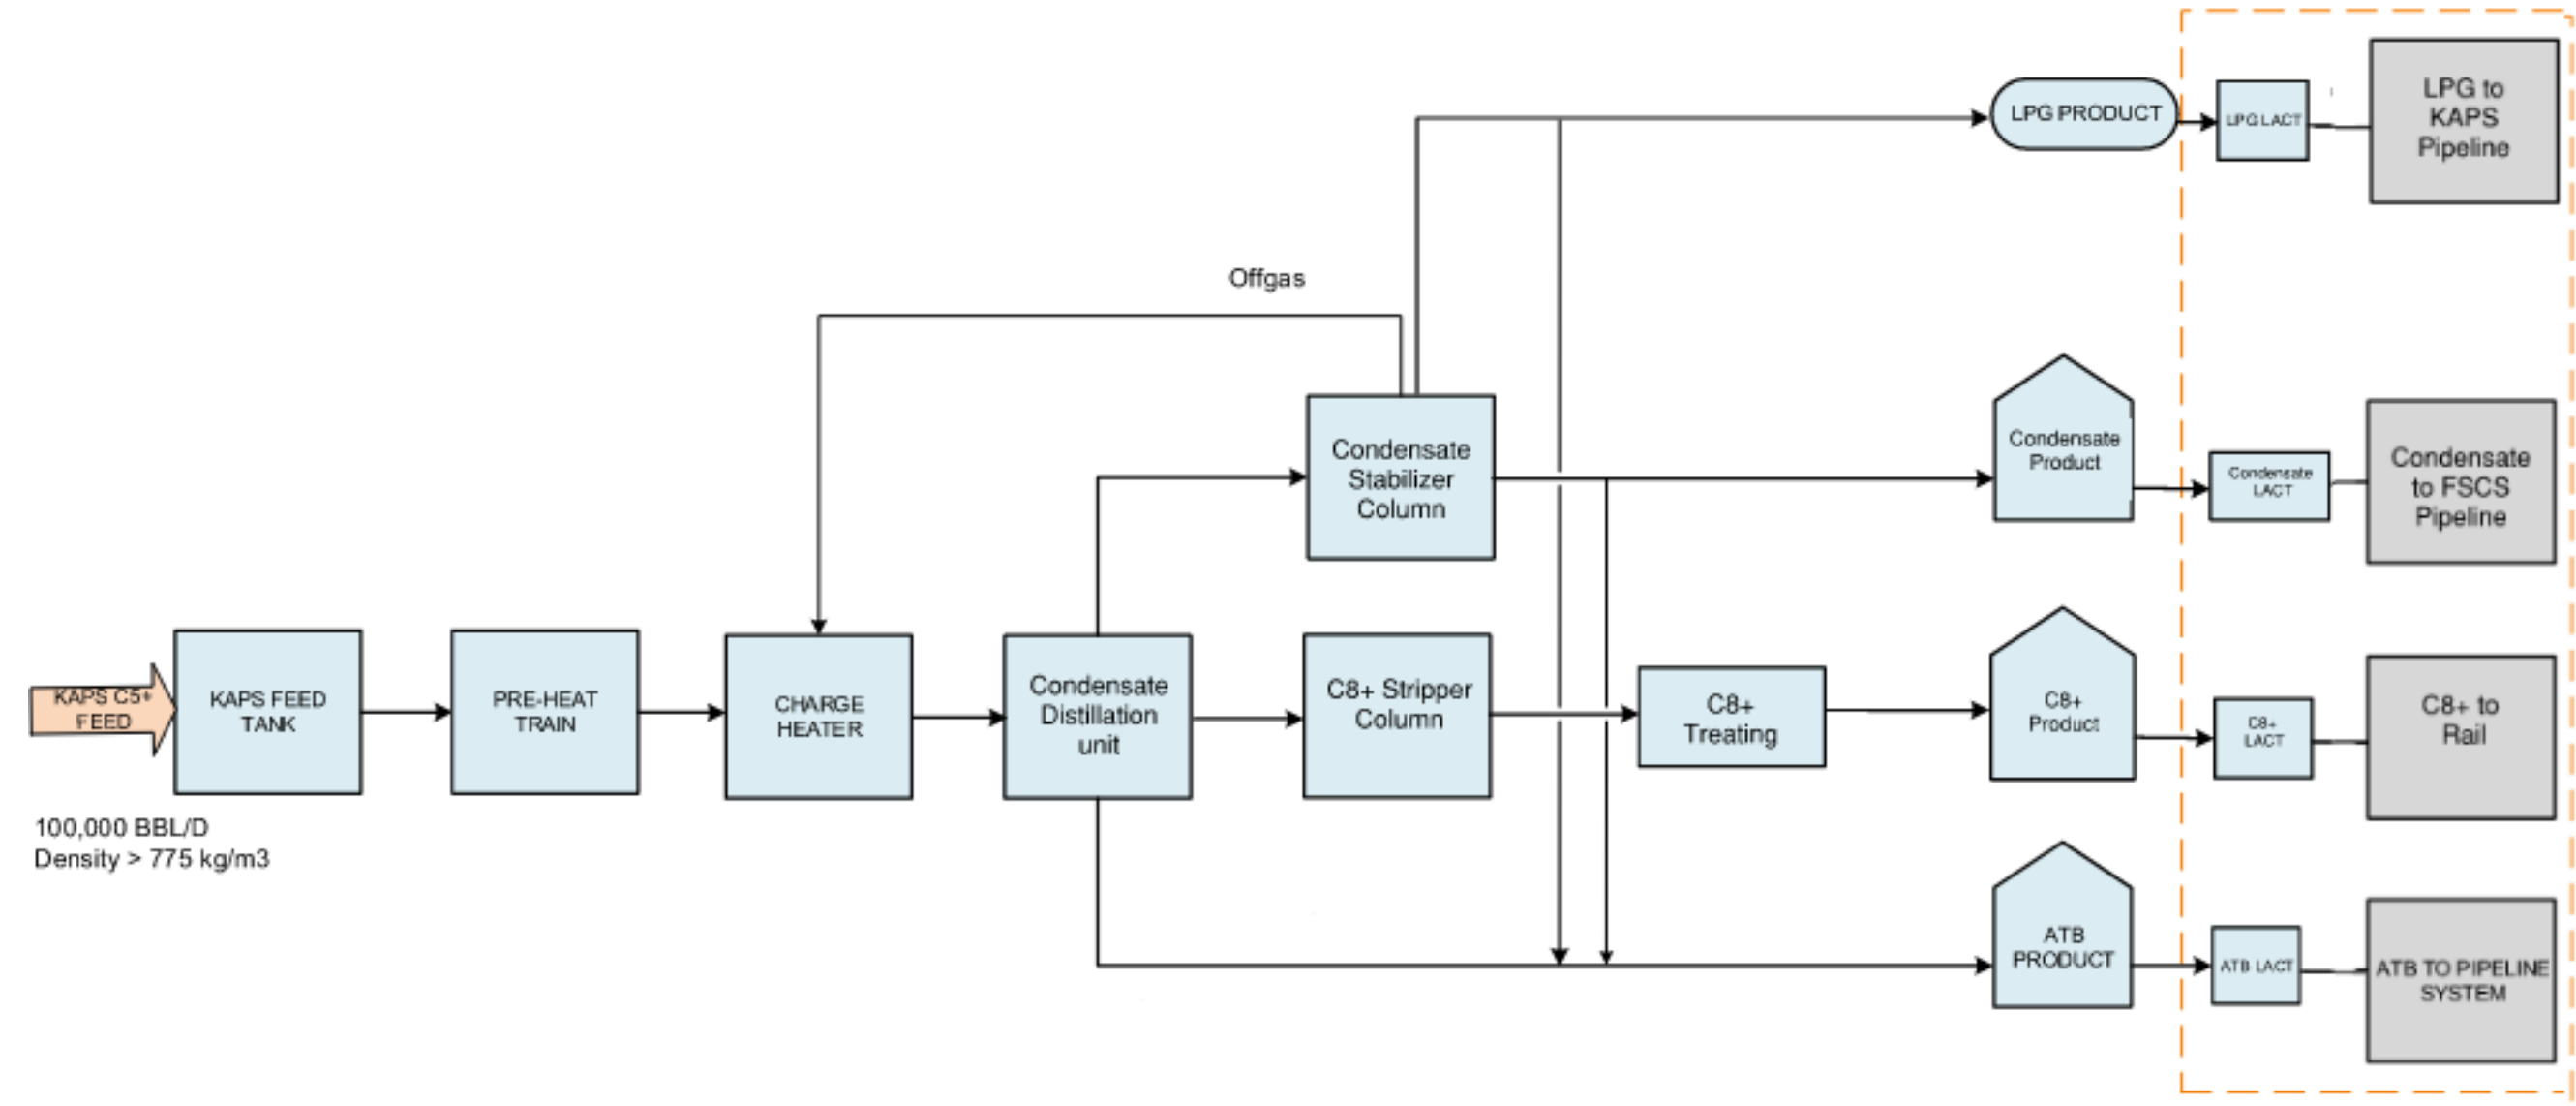 LPG to
KAPS
Pipeline
LPG PRODUCT
LPG LACT
Offgas
Condensate
Stabilizer
Column
Condensate
Product
Condensate
LACT
Condensate
to FSCS
Pipeline
KAPS C5+
FEED
KAPS FEED
TANK
PRE-HEAT
TRAIN
CHARGE
HEATER
Condensate
Distillation
unit
C8+ Stripper
Column
C8+
Treating
C8+
Product
C8+
LACT
C8+ to
Rail
100,000 BBL/D
Density > 775 kg/m3
ATB
PRODUCT
ATB LACT
ATB TO PIPELINE
SYSTEM